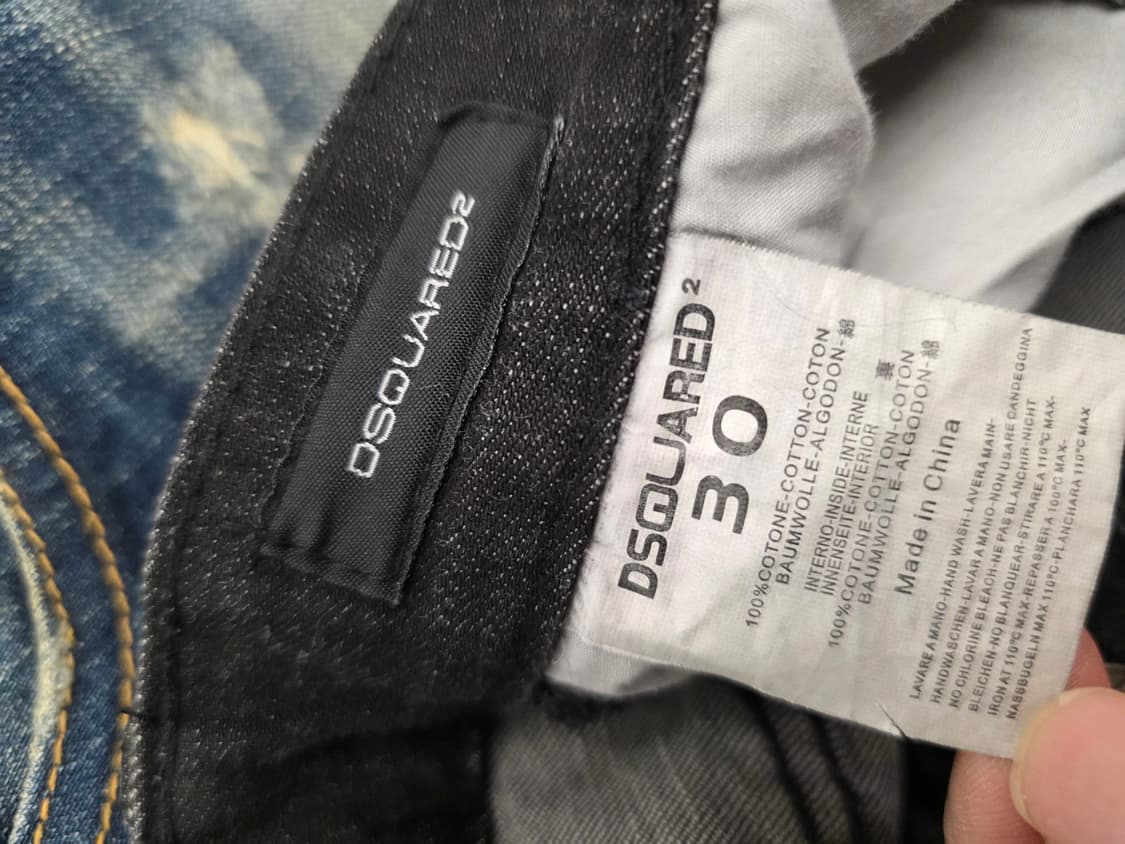 DSQUARED2
DSQUARED2
30
100%COTONE-COTTON-COTON
BAUMWOLLE-ALGODON-綿
裏
INTERNO-INSIDE-INTERNE
INNENSEITE-INTERIOR
100%COTONE-COTTON-COTON
BAUMWOLLE-ALGODON-綿
Made in China
LAVARE A MANO-HAND WASH-LAVERA MAIN-
HANDWASCHEN-LAVAR A MANO-NON USARE CANDEGGINA
NO CHLORINE BLEACH-NE PAS BLANCHIR-NICHT
BLEICHEN-NO BLANQUEAR-STIRARE A 110℃ MAX-
IRON AT 110℃ MAX-REPASSER A 100℃ MAX-
NASSBUGELN MAX 110℃-PLANCHAR A 110℃ MAX